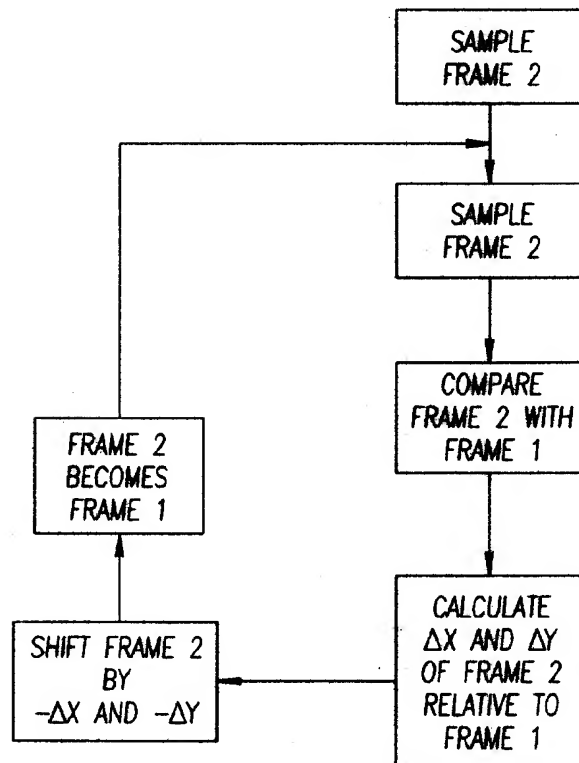 SAMPLE
FRAME 2
SAMPLE
FRAME 2
COMPARE
FRAME 2 WITH
FRAME 1
CALCULATE
ΔX AND ΔY
OF FRAME 2
RELATIVE TO
FRAME 1
SHIFT FRAME 2
BY
-ΔX AND -ΔY
FRAME 2
BECOMES
FRAME 1